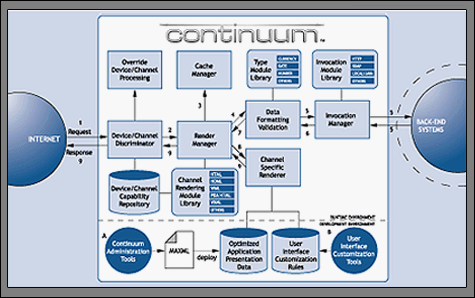 continuum™
Override
Device/Channel
Processing
Cache
Manager
Type
Module
Library
CURRENCY
DATE
NUMBER
OTHERS
Invocation
Module
Library
HTTP
SOAP
OTHERS
INTERNET
1
Request
Response
9
Device/Channel
Discriminator
2
9
Render
Manager
3
4
7
Data
Formatting
Validation
5
6
Invocation
Manager
5
5
BACK-END
SYSTEMS
8
8
Channel
Specific
Renderer
Device/Channel
Capability
Repository
Channel
Rendering
Module
Library
HTML
HDML
WML
VXML
OTHERS
RUNTIME ENVIRONMENT
DEVELOPMENT ENVIRONMENT
A
Continuum
Administration
Tools
MAXML
deploy
Optimized
Application
Presentation
Data
User
Interface
Customization
Rules
B
User
Interface
Customization
Tools